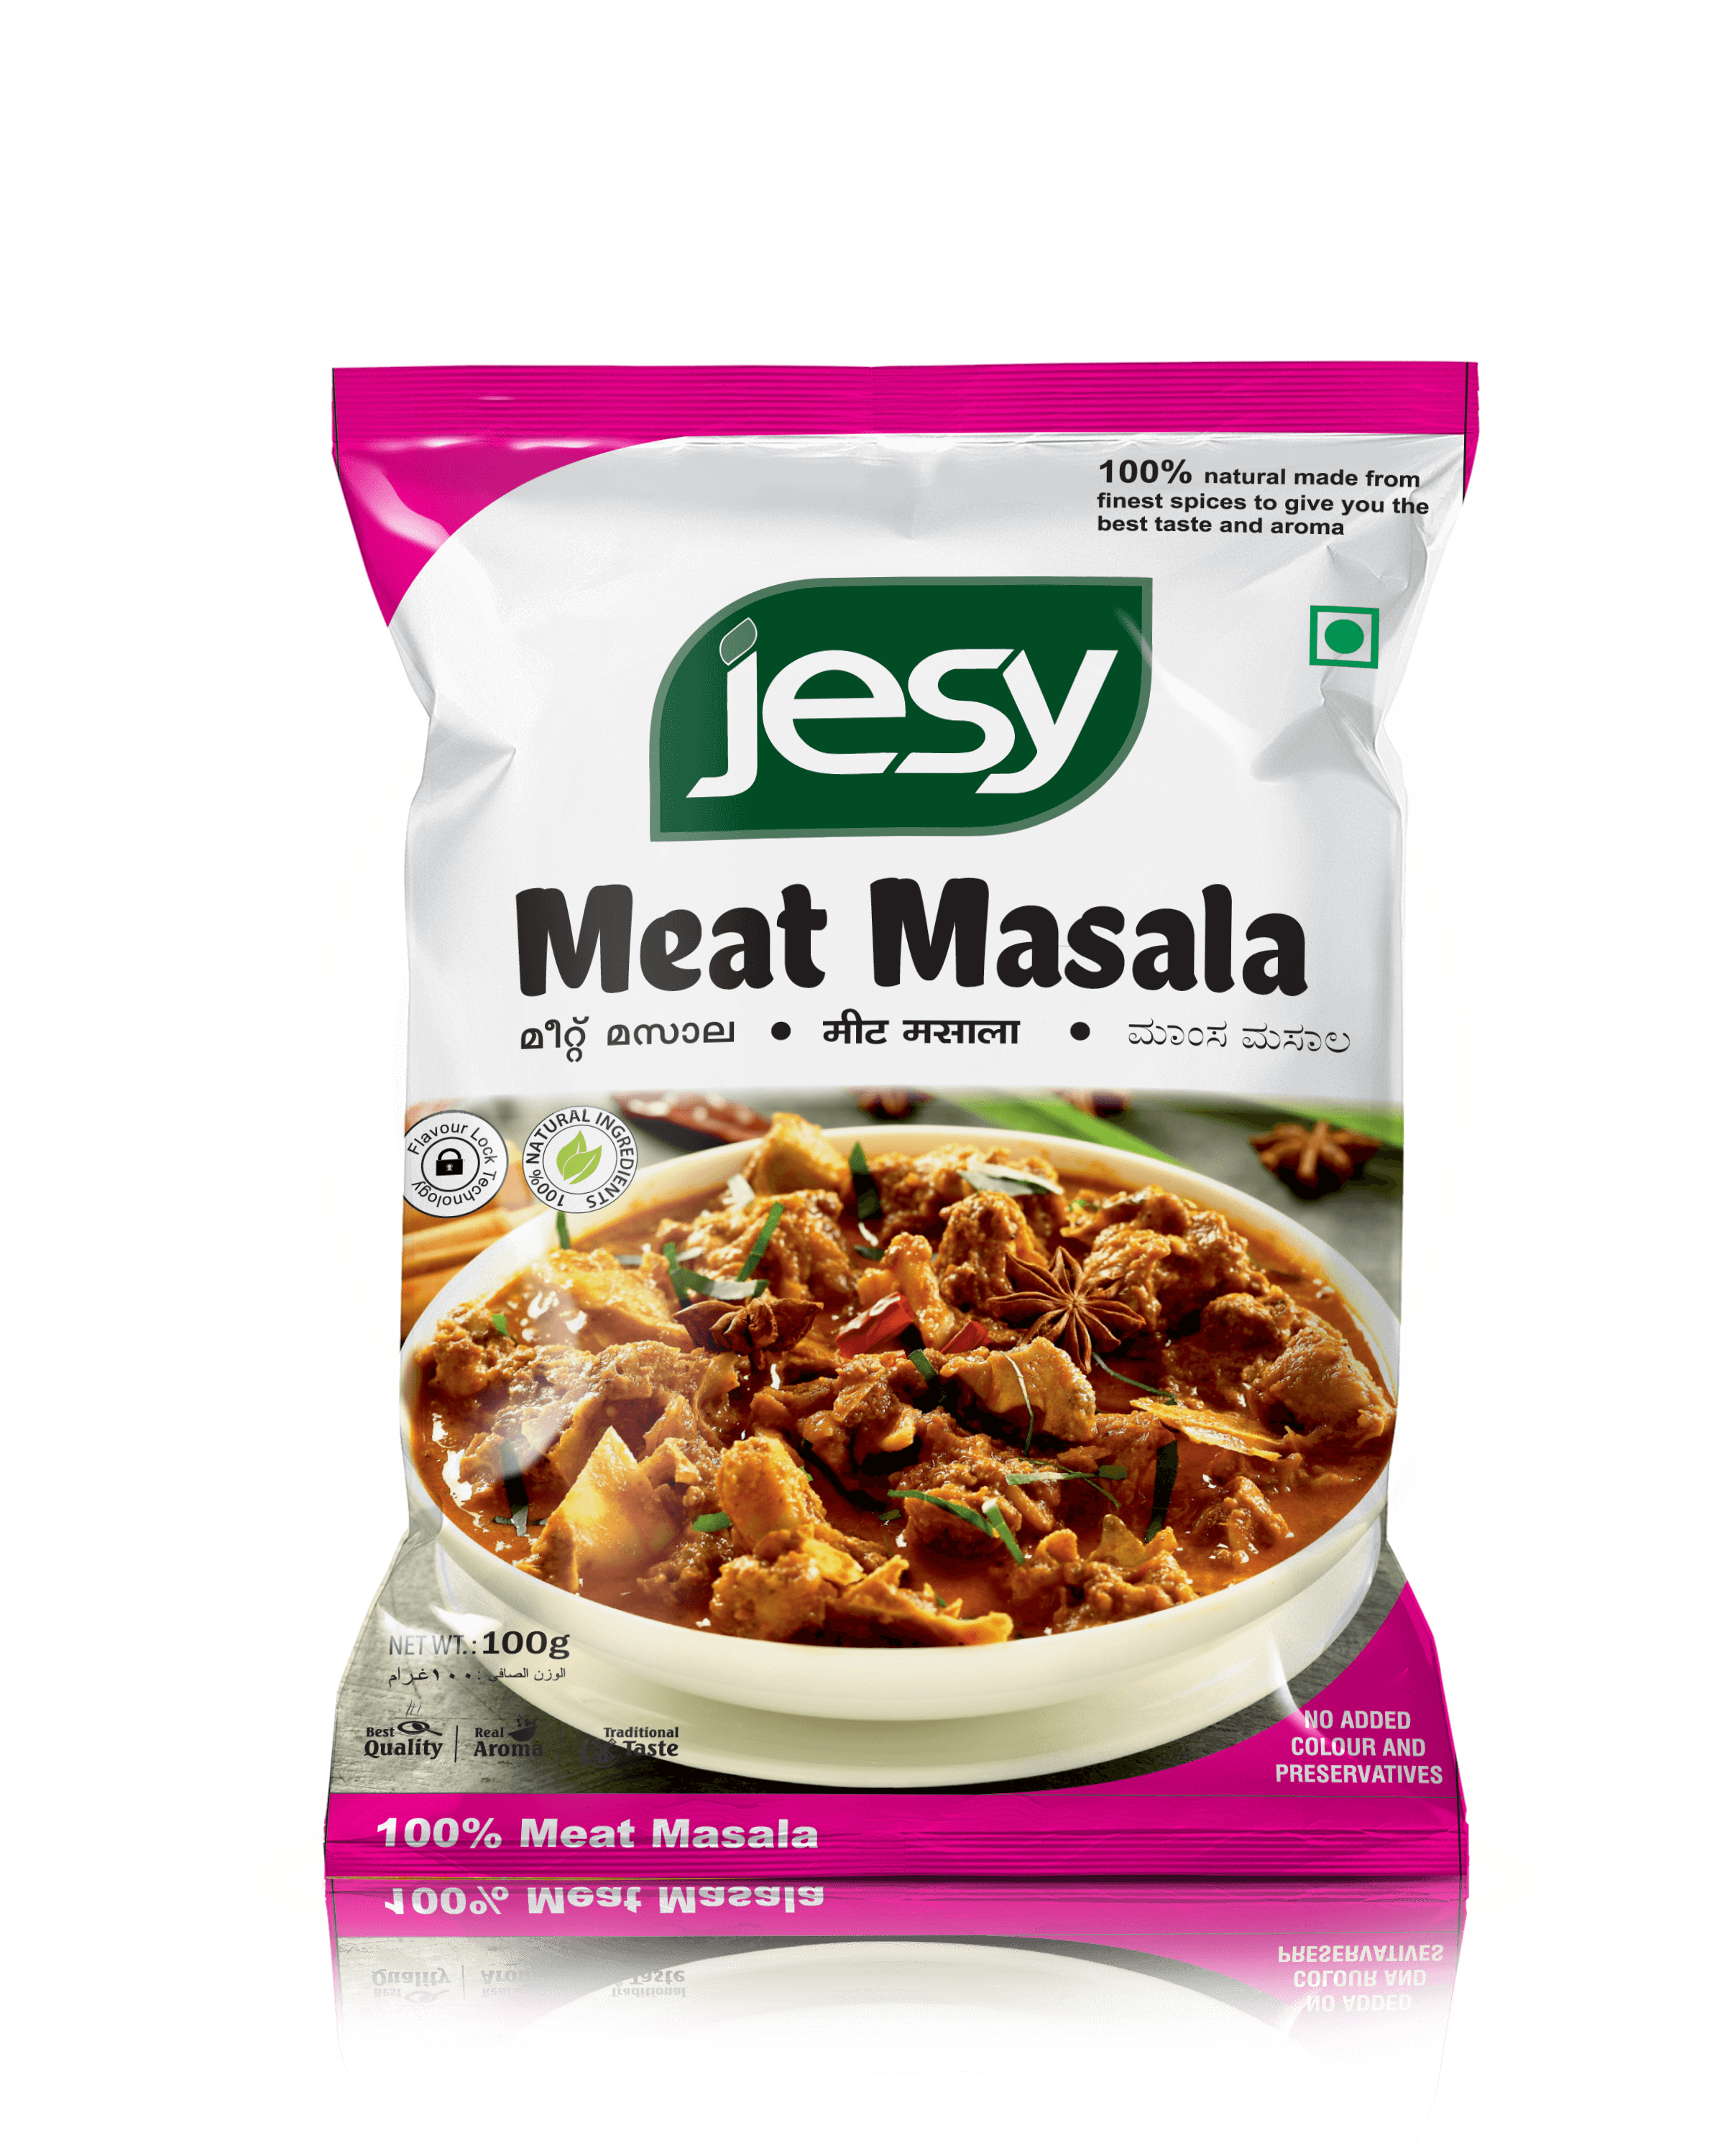 100% natural made from
finest spices to give you the
best taste and aroma
jesy
Meat Masala
മീറ്റ് മസാല • मीट मसाला • ಮಾಂಸ ಮಸಾಲ
Flavour Lock Technology
100% NATURAL INGREDIENTS
NET WT.: 100g
الوزن الصافي : ١٠٠ غرام
Best Quality
Real Aroma
Traditional Taste
NO ADDED
COLOUR AND
PRESERVATIVES
100% Meat Masala